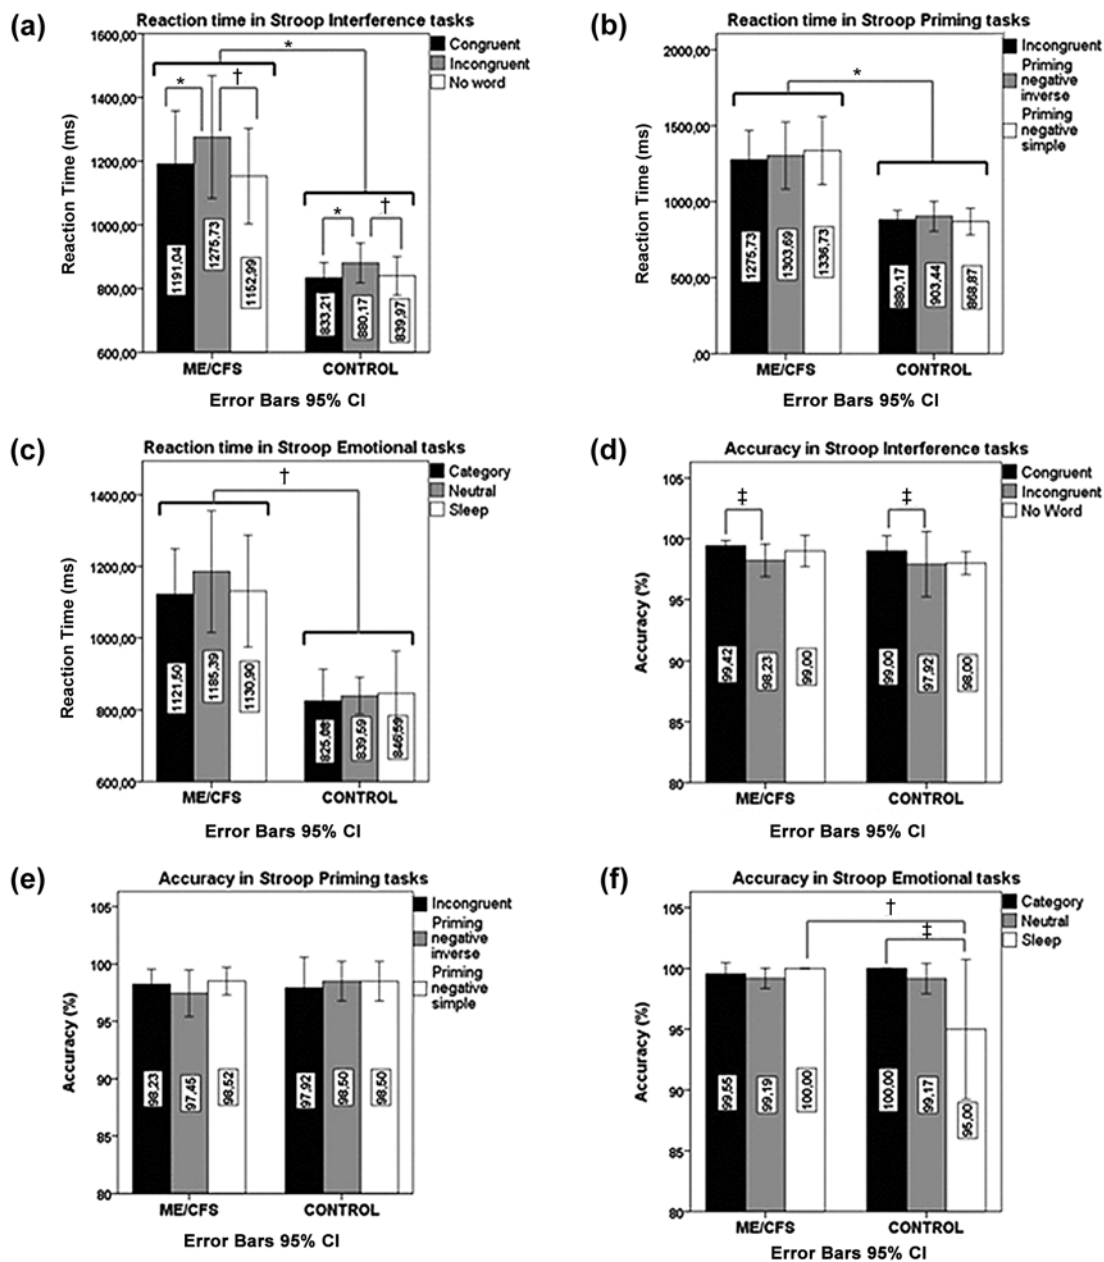 (a)
Reaction time in Stroop Interference tasks
1600,00
1400,00
1200,00
1000,00
800,00
600,00
Reaction Time (ms)
*
* †
* †
1191,04 1275,73 1152,99
833,21 880,17 839,97
ME/CFS CONTROL
Error Bars 95% CI
Congruent
Incongruent
No word
(b)
Reaction time in Stroop Priming tasks
2000,00
1500,00
1000,00
500,00
,00
Reaction Time (ms)
*
1275,73 1303,69 1336,73
880,17 903,44 868,87
ME/CFS CONTROL
Error Bars 95% CI
Incongruent
Priming
negative
inverse
Priming
negative
simple
(c)
Reaction time in Stroop Emotional tasks
1400,00
1200,00
1000,00
800,00
600,00
Reaction Time (ms)
†
1121,50 1185,39 1130,90
825,08 839,59 846,59
ME/CFS CONTROL
Error Bars 95% CI
Category
Neutral
Sleep
(d)
Accuracy in Stroop Interference tasks
105
100
95
90
85
80
Accuracy (%)
‡ ‡
99,42 98,23 99,00
99,00 97,92 98,00
ME/CFS CONTROL
Error Bars 95% CI
Congruent
Incongruent
No Word
(e)
Accuracy in Stroop Priming tasks
105
100
95
90
85
80
Accuracy (%)
98,23 97,45 98,52
97,92 98,50 98,50
ME/CFS CONTROL
Error Bars 95% CI
Incongruent
Priming
negative
inverse
Priming
negative
simple
(f)
Accuracy in Stroop Emotional tasks
105
100
95
90
85
80
Accuracy (%)
†
‡
99,55 99,19 100,00
100,00 99,17 95,00
ME/CFS CONTROL
Error Bars 95% CI
Category
Neutral
Sleep